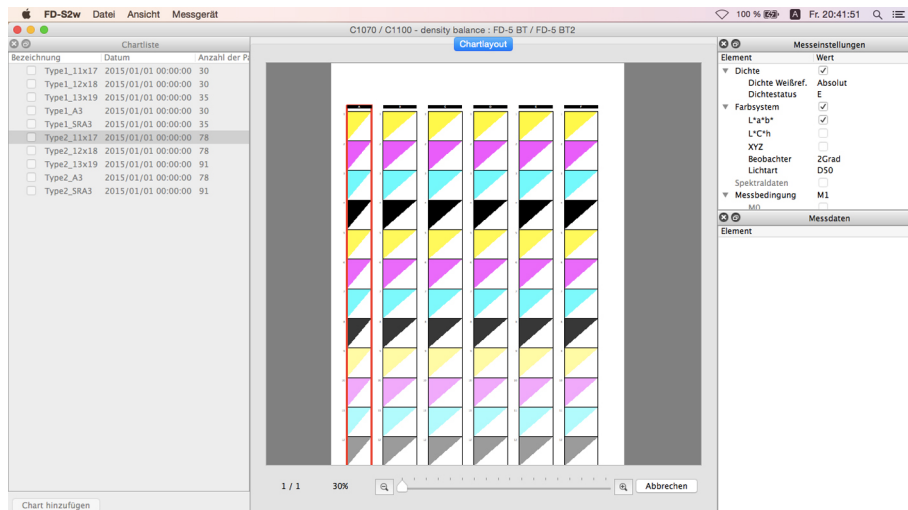 FD-S2w Datei Ansicht Messgerät 100 % A Fr. 20:41:51
C1070 / C1100 - density balance : FD-5 BT / FD-5 BT2
Chartliste
Chartlayout
Messeinstellungen
Bezeichnung Datum Anzahl der Pa
Type1_11x17 2015/01/01 00:00:00 30
Type1_12x18 2015/01/01 00:00:00 30
Type1_13x19 2015/01/01 00:00:00 35
Type1_A3 2015/01/01 00:00:00 30
Type1_SRA3 2015/01/01 00:00:00 35
Type2_11x17 2015/01/01 00:00:00 78
Type2_12x18 2015/01/01 00:00:00 78
Type2_13x19 2015/01/01 00:00:00 91
Type2_A3 2015/01/01 00:00:00 78
Type2_SRA3 2015/01/01 00:00:00 91
Chart hinzufügen
1 / 1 30% Abbrechen
Element Wert
Dichte
Dichte Weißref. Absolut
Dichtestatus E
Farbsystem
L*a*b*
L*C*h
XYZ
Beobachter 2Grad
Lichtart D50
Spektraldaten
Messbedingung M1
M0
Messdaten
Element